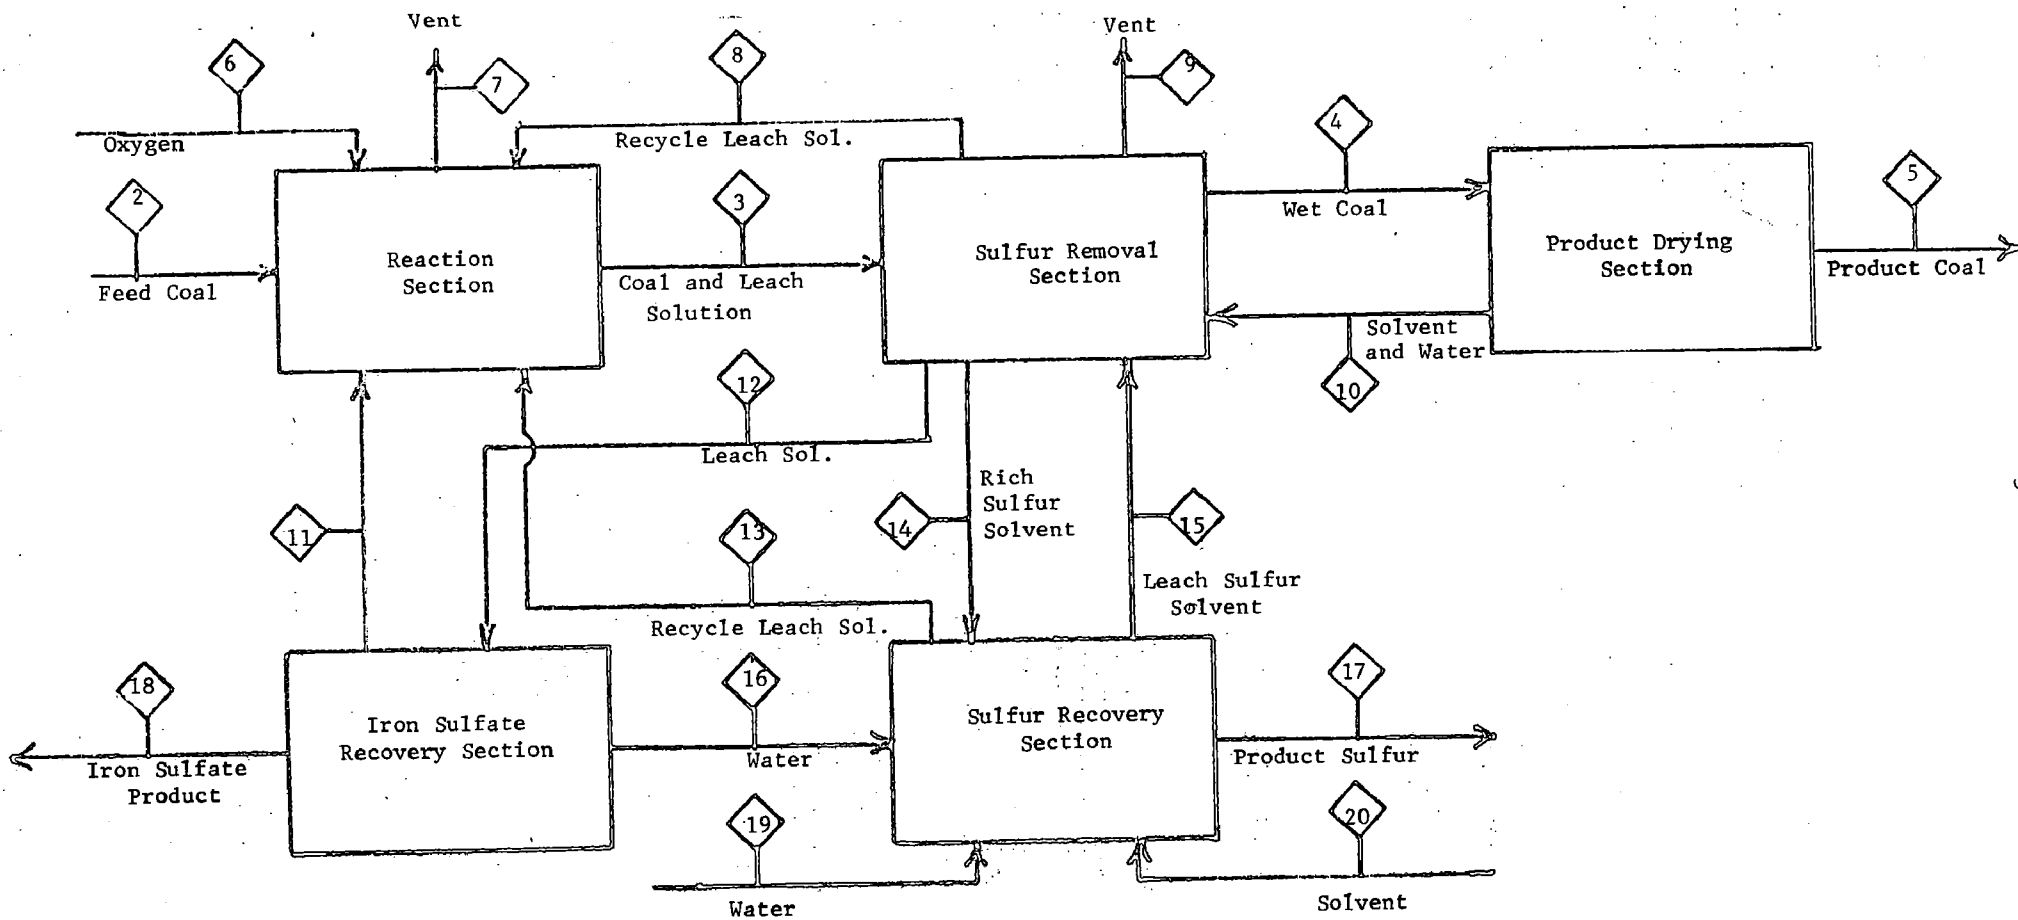 Vent
Vent
6
7
8
9
4
5
Oxygen
Recycle Leach Sol.
2
3
Wet Coal
Feed Coal
Reaction
Section
Coal and Leach
Solution
Sulfur Removal
Section
Product Drying
Section
Product Coal
Solvent
and Water
10
12
Leach Sol.
11
13
14
Rich
Sulfur
Solvent
15
Leach Sulfur
Solvent
Recycle Leach Sol.
18
16
17
Iron Sulfate
Recovery Section
Sulfur Recovery
Section
Iron Sulfate
Product
Water
Product Sulfur
19
20
Water
Solvent